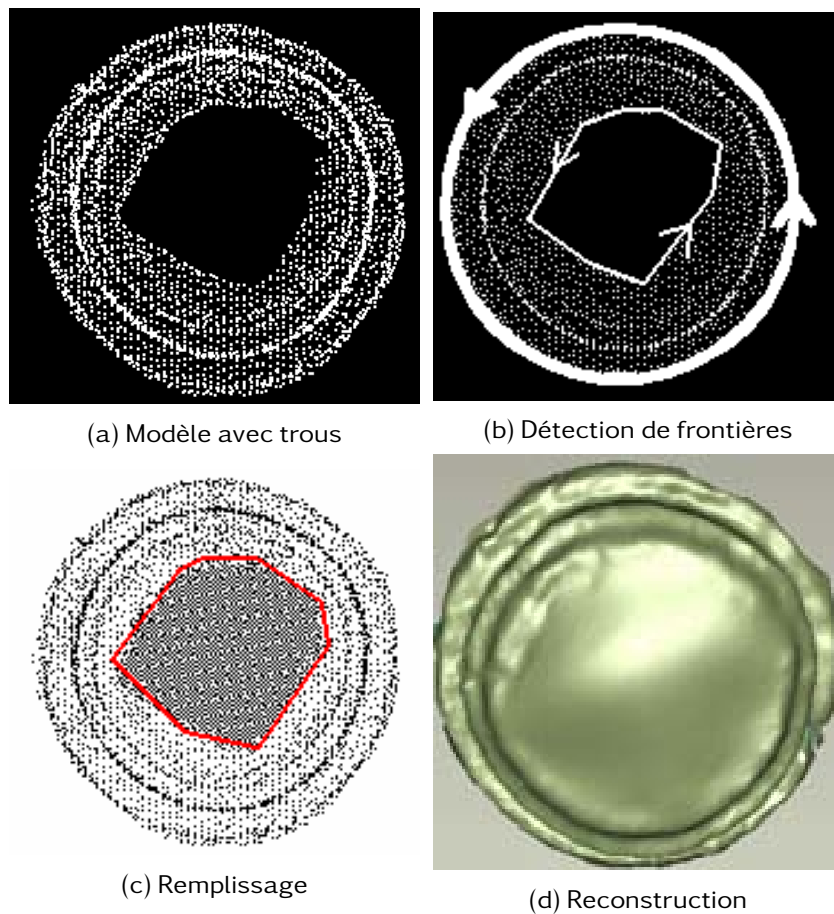 (a) Modèle avec trous
(b) Détection de frontières
(c) Remplissage
(d) Reconstruction